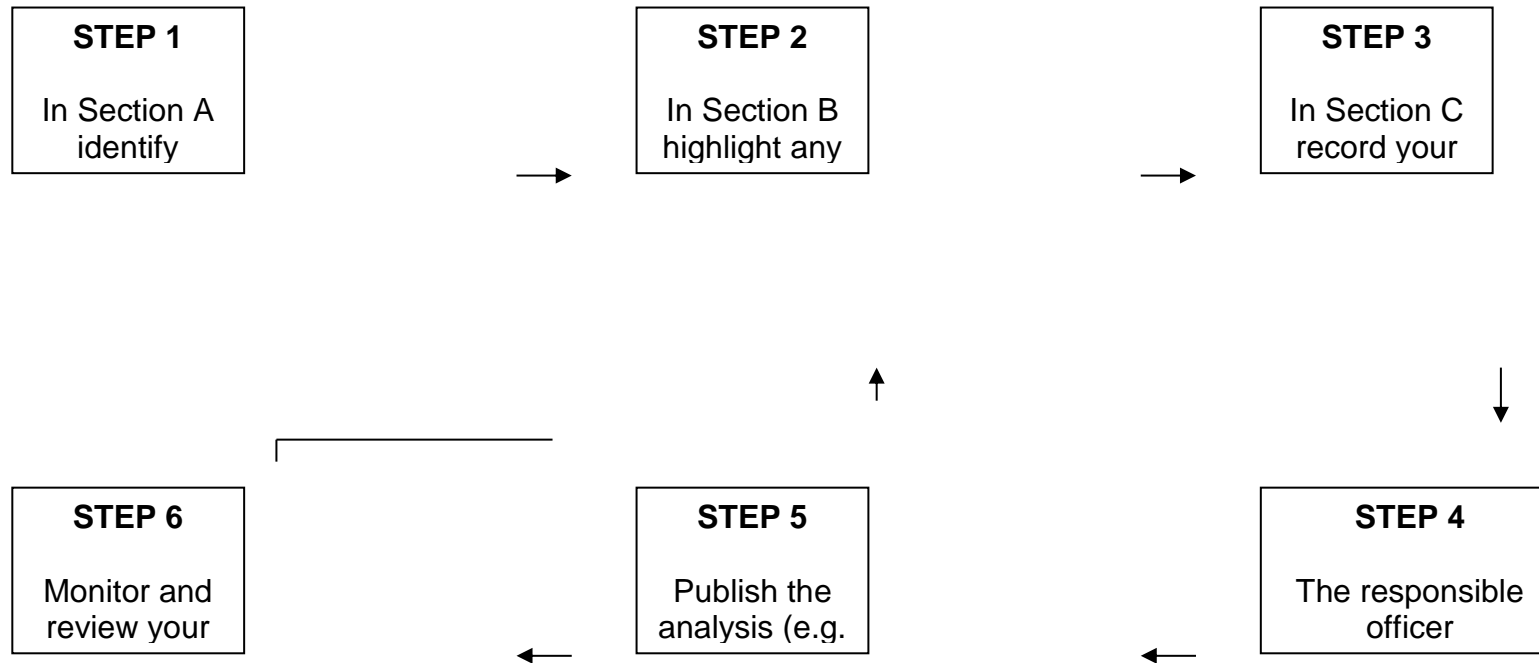 STEP 1
In Section A
identify
STEP 2
In Section B
highlight any
STEP 3
In Section C
record your
STEP 4
The responsible
officer
STEP 5
Publish the
analysis (e.g.
STEP 6
Monitor and
review your